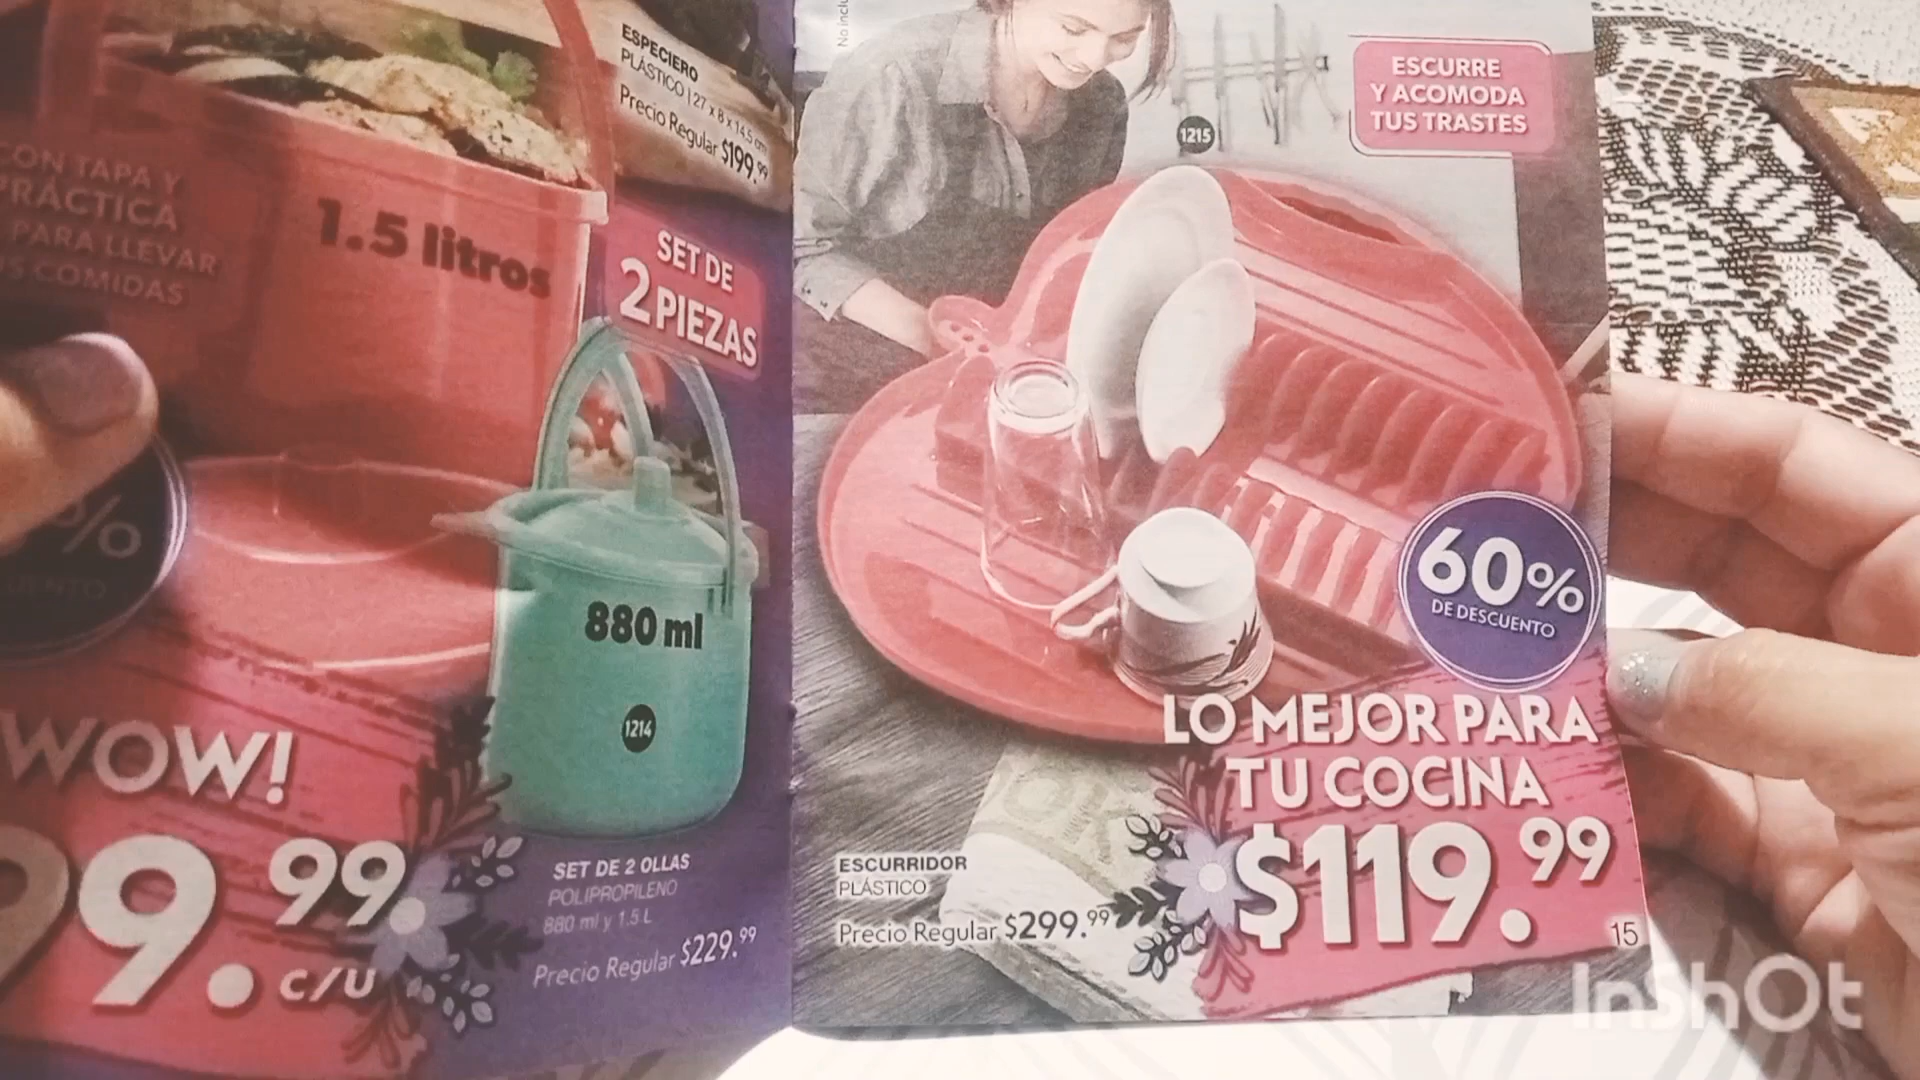 ESPECIERO
PLÁSTICO | 27 x 8 x 14.5 cm
Precio Regular $199.99
CON TAPA Y
PRÁCTICA
PARA LLEVAR
COMIDAS
1.5 litros
SET DE
2 PIEZAS
880 ml
1214
WOW!
99.99
c/u
SET DE 2 OLLAS
POLIPROPILENO
880 ml y 1.5 L
Precio Regular $229.99
ESCURRE
Y ACOMODA
TUS TRASTES
1215
60%
DE DESCUENTO
LO MEJOR PARA
TU COCINA
$119.99
ESCURRIDOR
PLÁSTICO
Precio Regular $299.99
15
InShOt